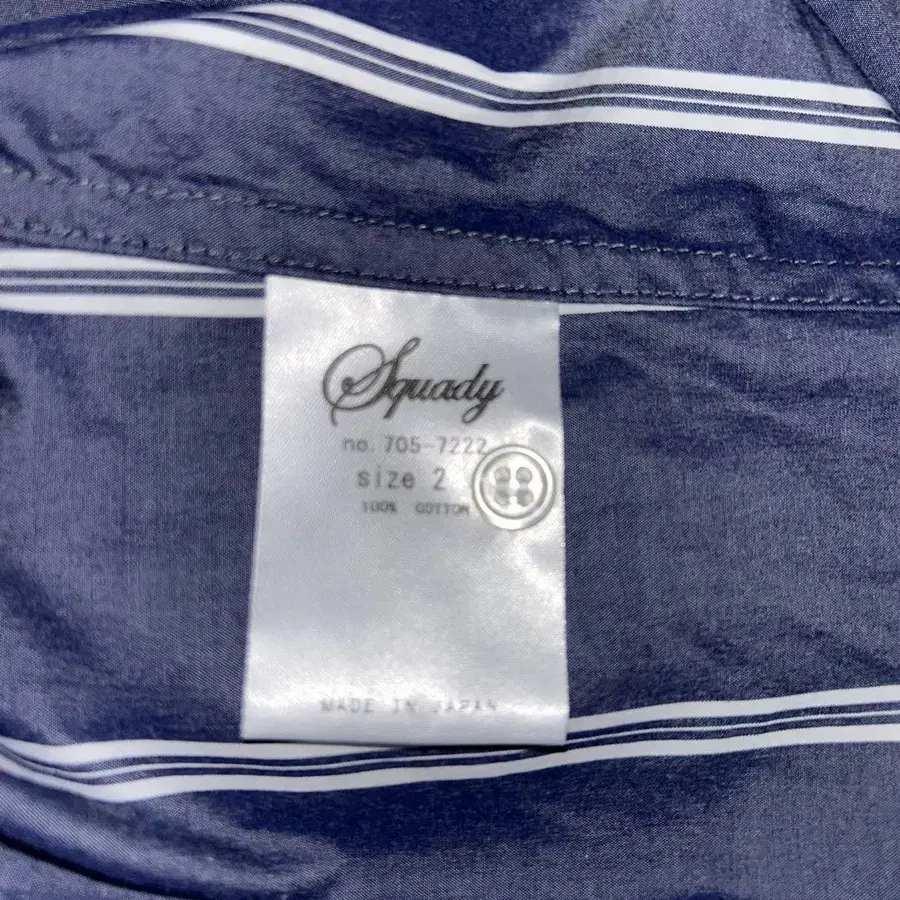 Squady
no. 705-7222
size 2
100% COTTON
MADE IN JAPAN